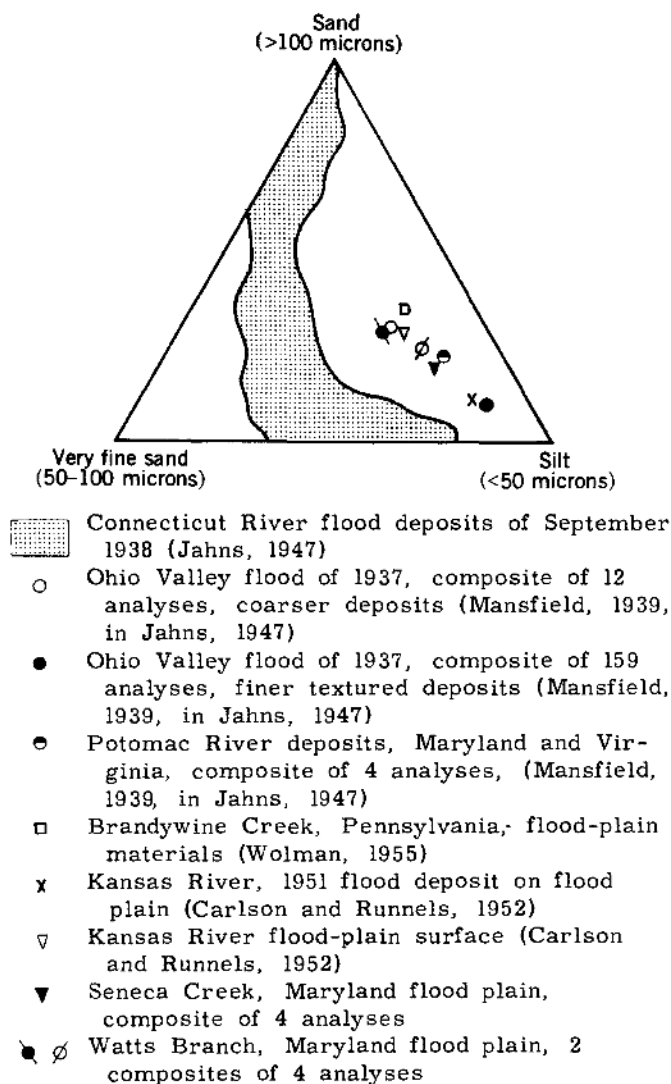 Sand
(>100 microns)
Very fine sand
(50-100 microns)
Silt
(<50 microns)
Connecticut River flood deposits of September
1938 (Jahns, 1947)
Ohio Valley flood of 1937, composite of 12
analyses, coarser deposits (Mansfield, 1939,
in Jahns, 1947)
Ohio Valley flood of 1937, composite of 159
analyses, finer textured deposits (Mansfield,
1939, in Jahns, 1947)
Potomac River deposits, Maryland and Vir-
ginia, composite of 4 analyses, (Mansfield,
1939, in Jahns, 1947)
Brandywine Creek, Pennsylvania,- flood-plain
materials (Wolman, 1955)
x Kansas River, 1951 flood deposit on flood
plain (Carlson and Runnels, 1952)
Kansas River flood-plain surface (Carlson
and Runnels, 1952)
Seneca Creek, Maryland flood plain,
composite of 4 analyses
Watts Branch, Maryland flood plain, 2
composites of 4 analyses